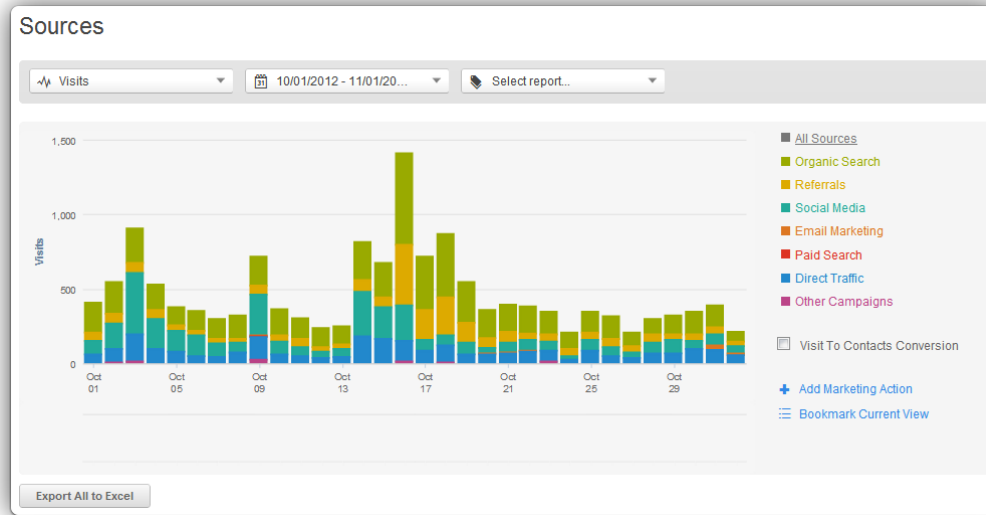 Sources
Visits
10/01/2012 - 11/01/20...
Select report...
1,500
1,000
500
0
Visits
Oct 01
Oct 05
Oct 09
Oct 13
Oct 17
Oct 21
Oct 25
Oct 29
All Sources
Organic Search
Referrals
Social Media
Email Marketing
Paid Search
Direct Traffic
Other Campaigns
Visit To Contacts Conversion
Add Marketing Action
Bookmark Current View
Export All to Excel